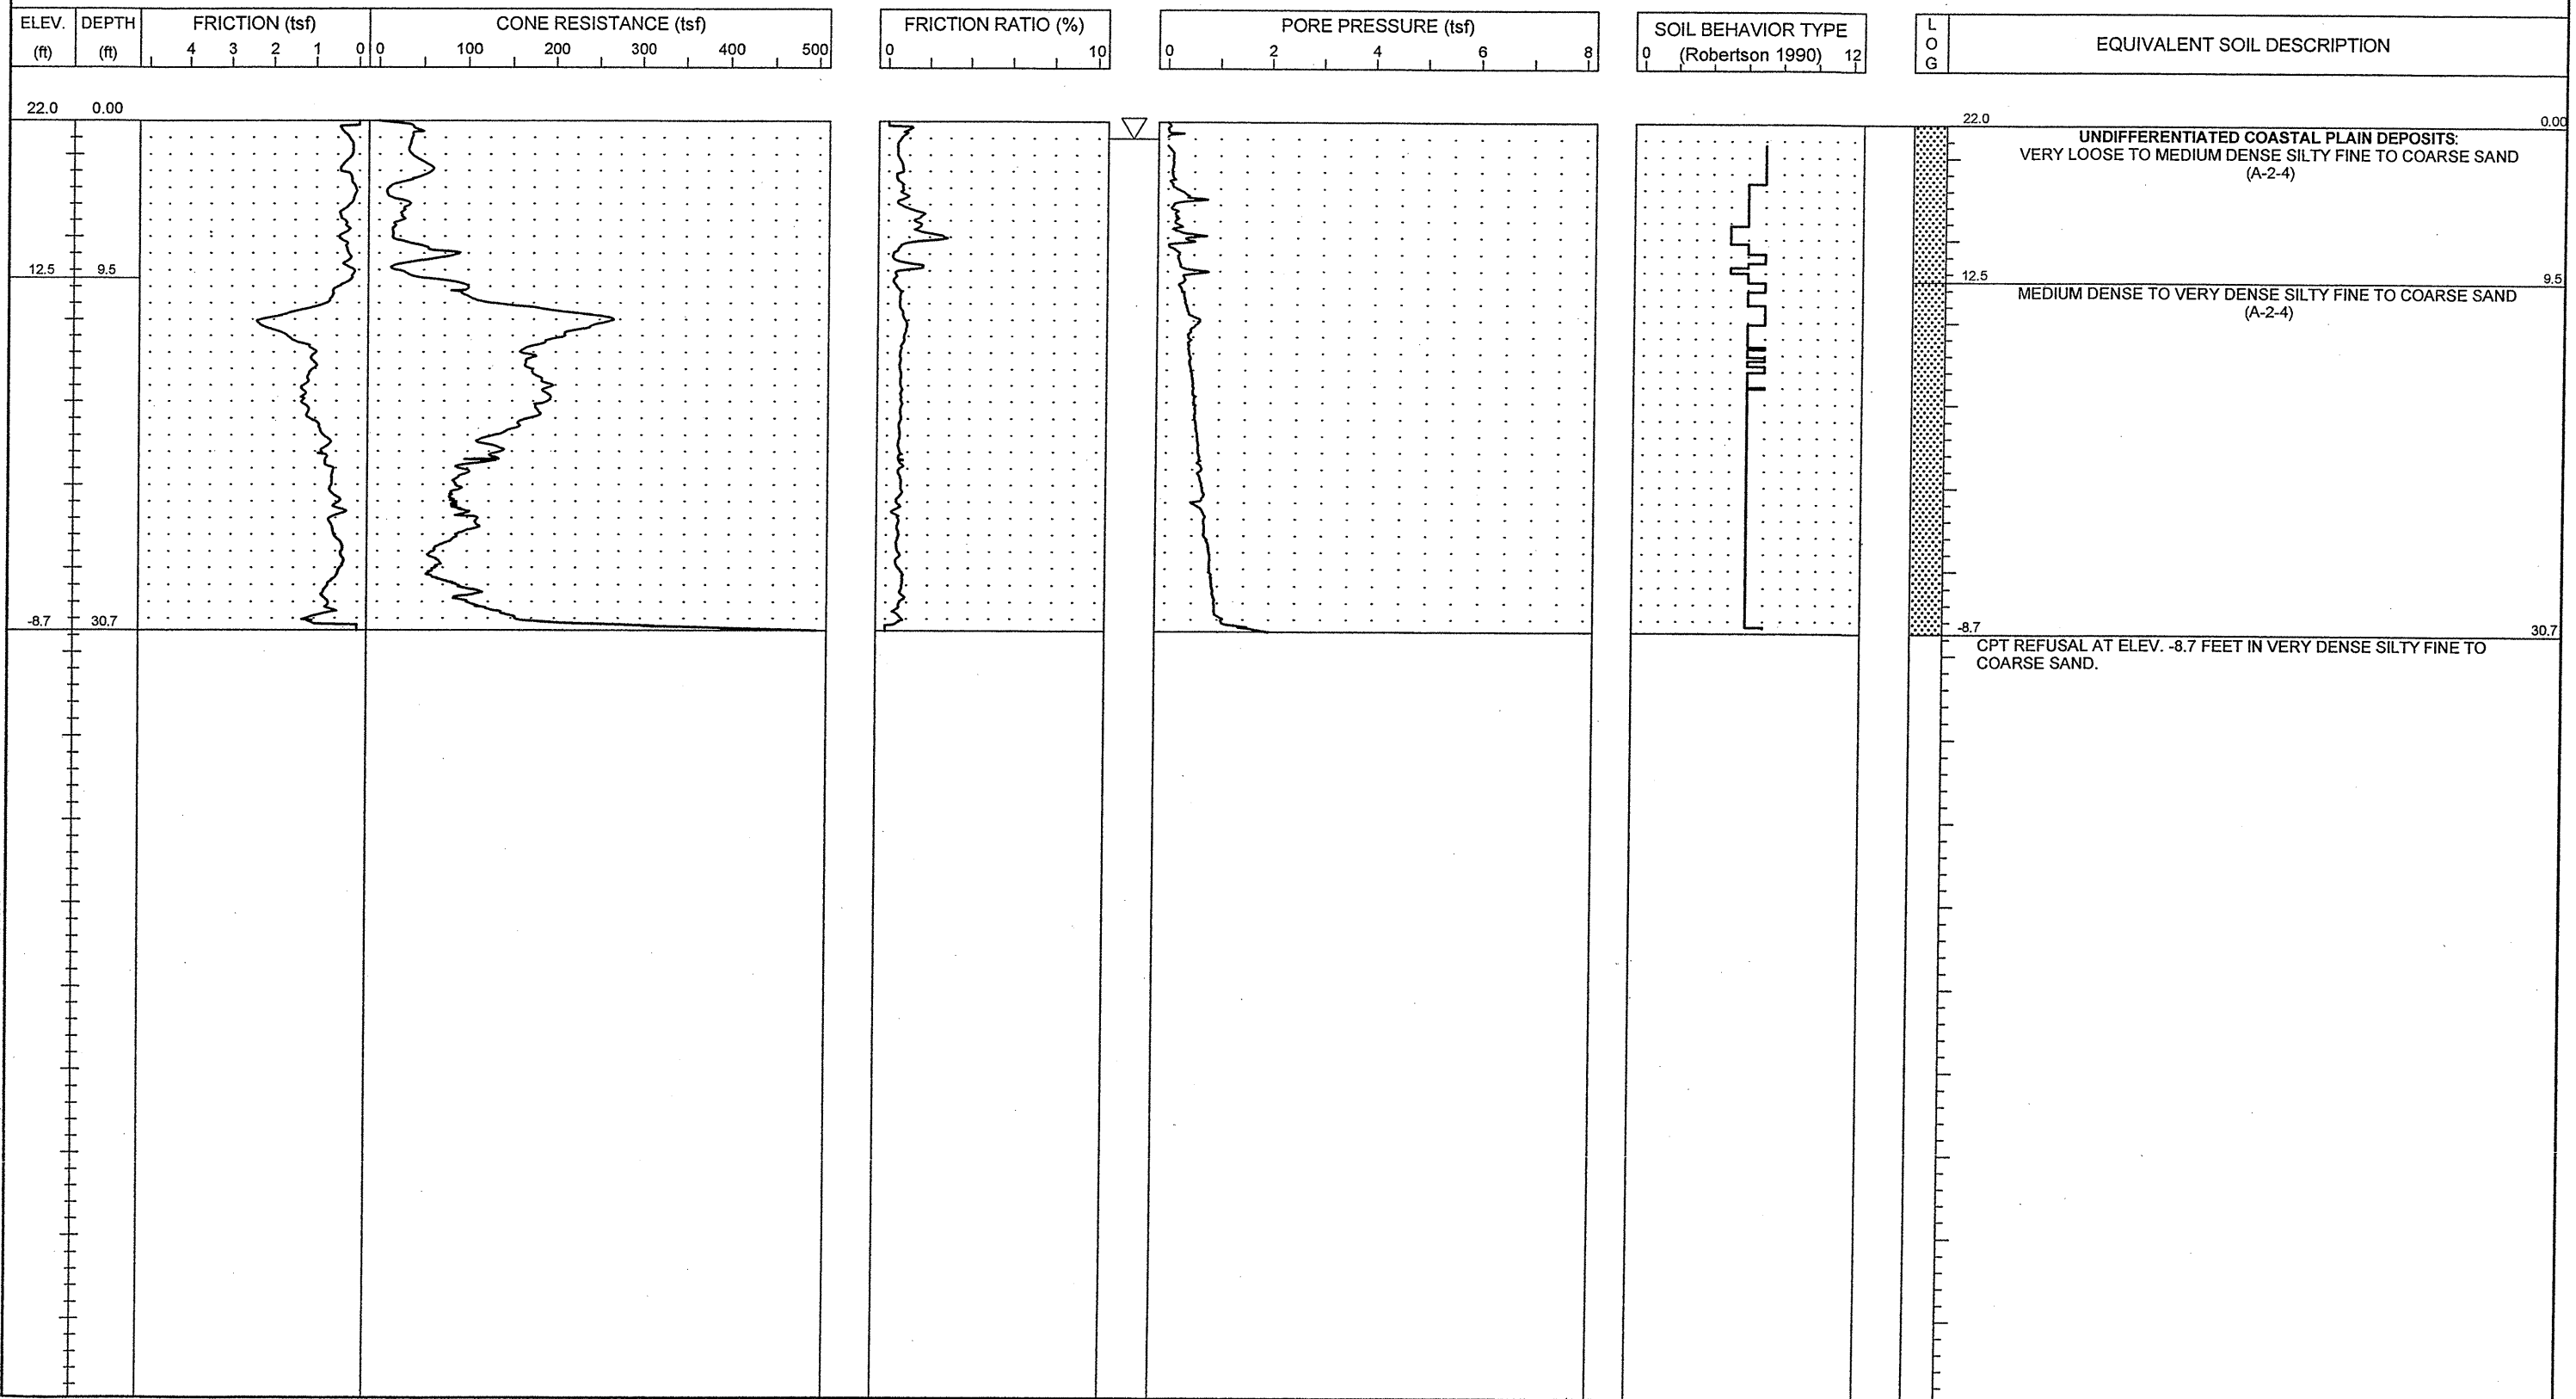 ELEV. DEPTH FRICTION (tsf) CONE RESISTANCE (tsf) FRICTION RATIO (%) PORE PRESSURE (tsf) SOIL BEHAVIOR TYPE LOG EQUIVALENT SOIL DESCRIPTION
(ft) (ft) 4 3 2 1 0 0 100 200 300 400 500 0 10 0 2 4 6 8 0 (Robertson 1990) 12
22.0 0.00
22.0 0.00
UNDIFFERENTIATED COASTAL PLAIN DEPOSITS:
VERY LOOSE TO MEDIUM DENSE SILTY FINE TO COARSE SAND
(A-2-4)
12.5 9.5
12.5 9.5
MEDIUM DENSE TO VERY DENSE SILTY FINE TO COARSE SAND
(A-2-4)
-8.7 30.7
-8.7 30.7
CPT REFUSAL AT ELEV. -8.7 FEET IN VERY DENSE SILTY FINE TO
COARSE SAND.